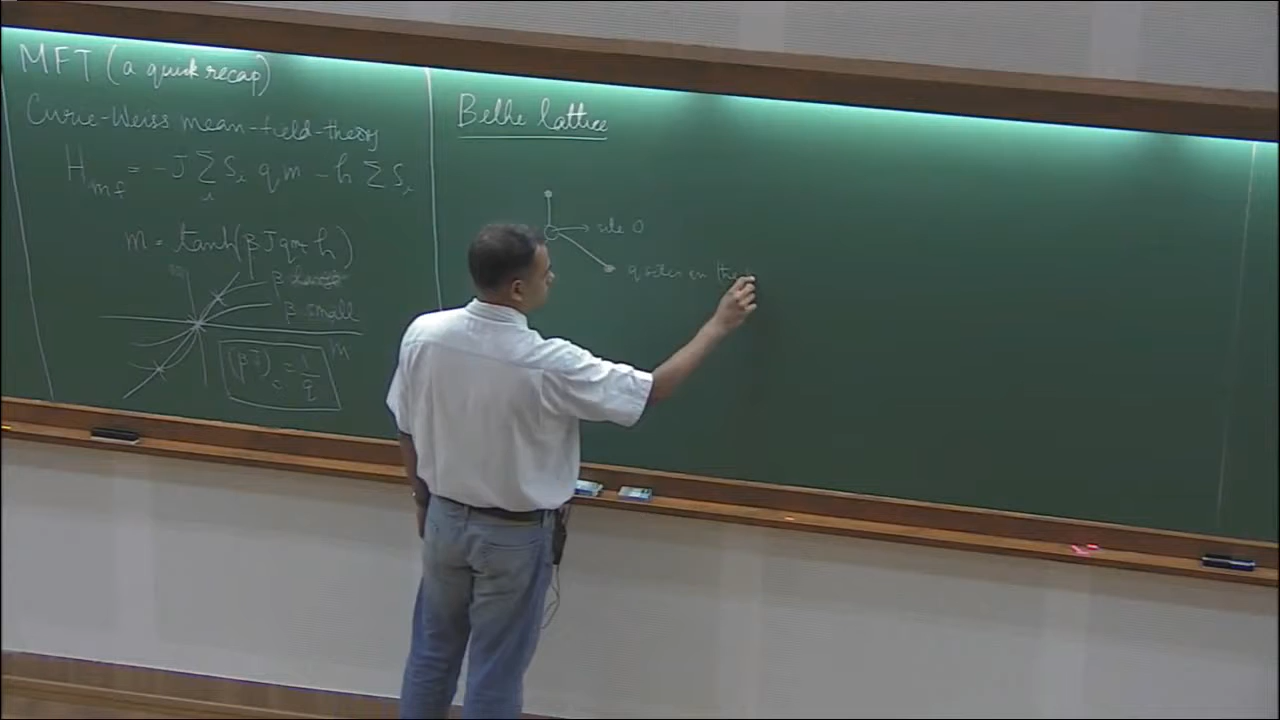 MFT (a quick recap)
Curie-Weiss mean-field-theory
H_mf = -J Σ_i S_i q m - h Σ S_i
m = tanh(β J q m + h)
m
β
β small
m
(βJ)_c = 1/q
Bethe lattice
site 0
q sites on the